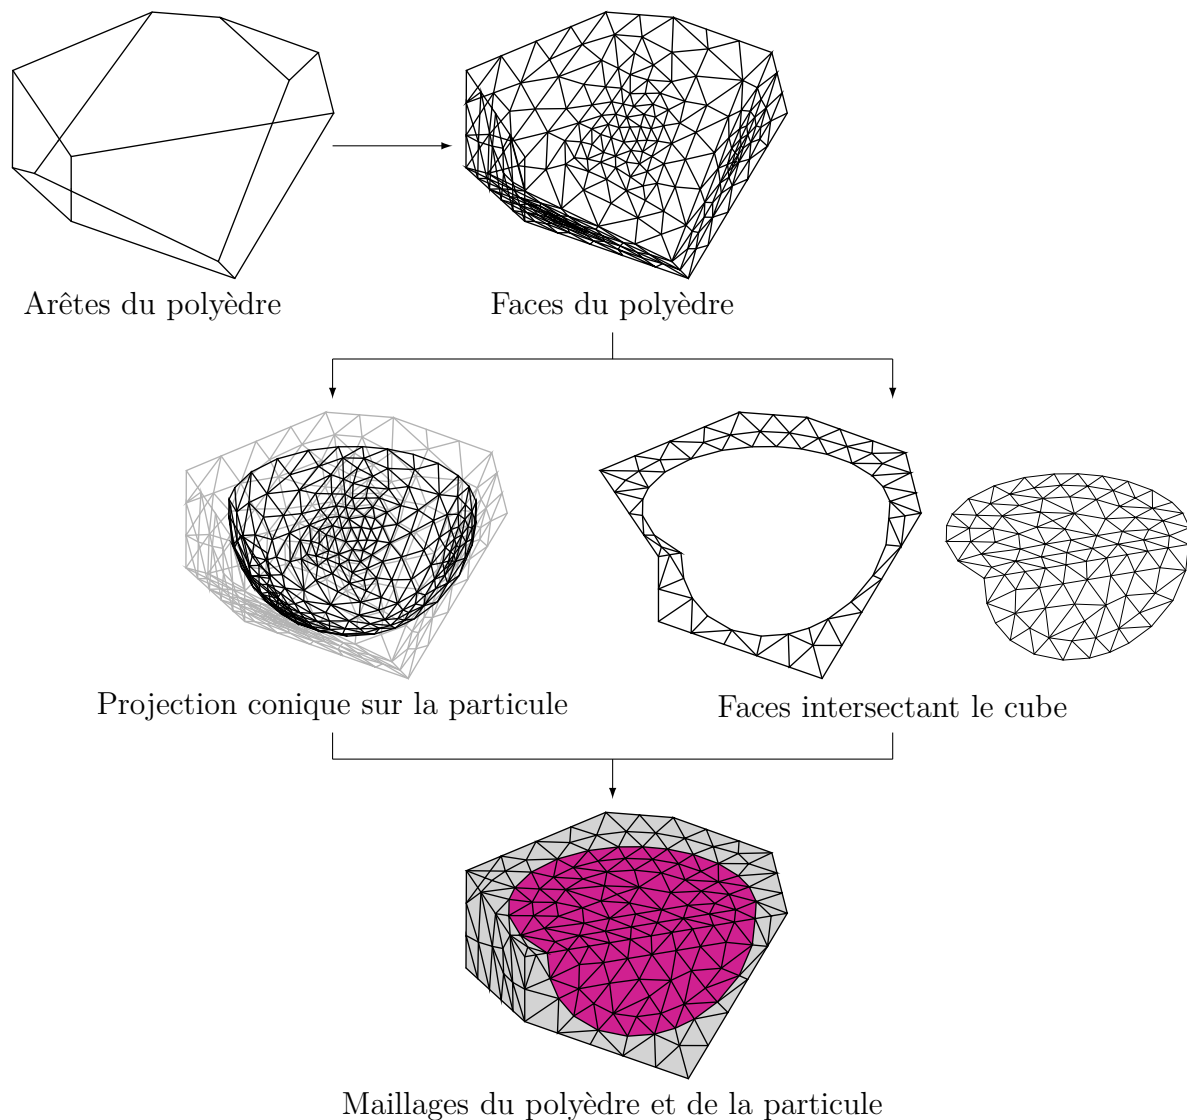 Arêtes du polyèdre
Faces du polyèdre
Projection conique sur la particule
Faces intersectant le cube
Maillages du polyèdre et de la particule